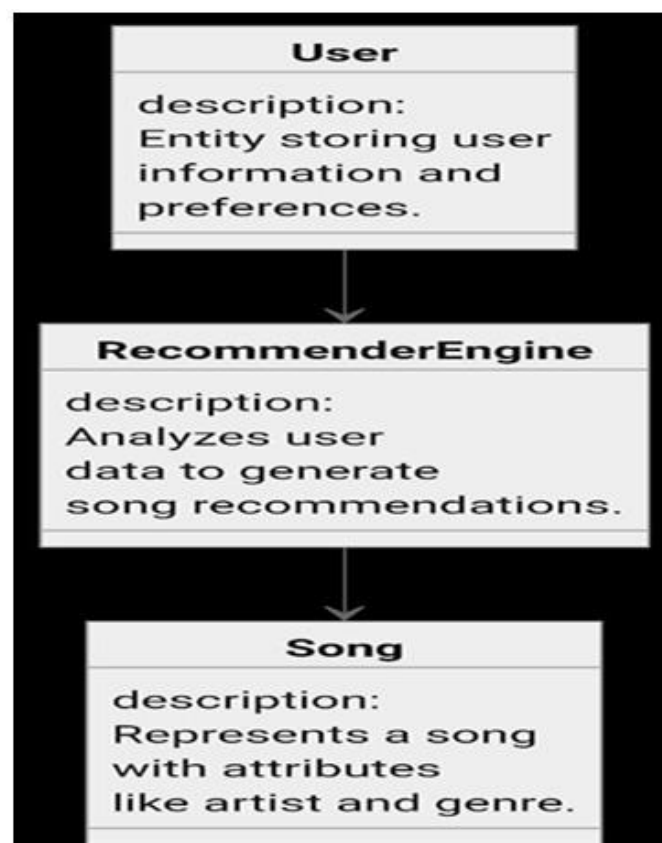 User
description:
Entity storing user
information and
preferences.
RecommenderEngine
description:
Analyzes user
data to generate
song recommendations.
Song
description:
Represents a song
with attributes
like artist and genre.